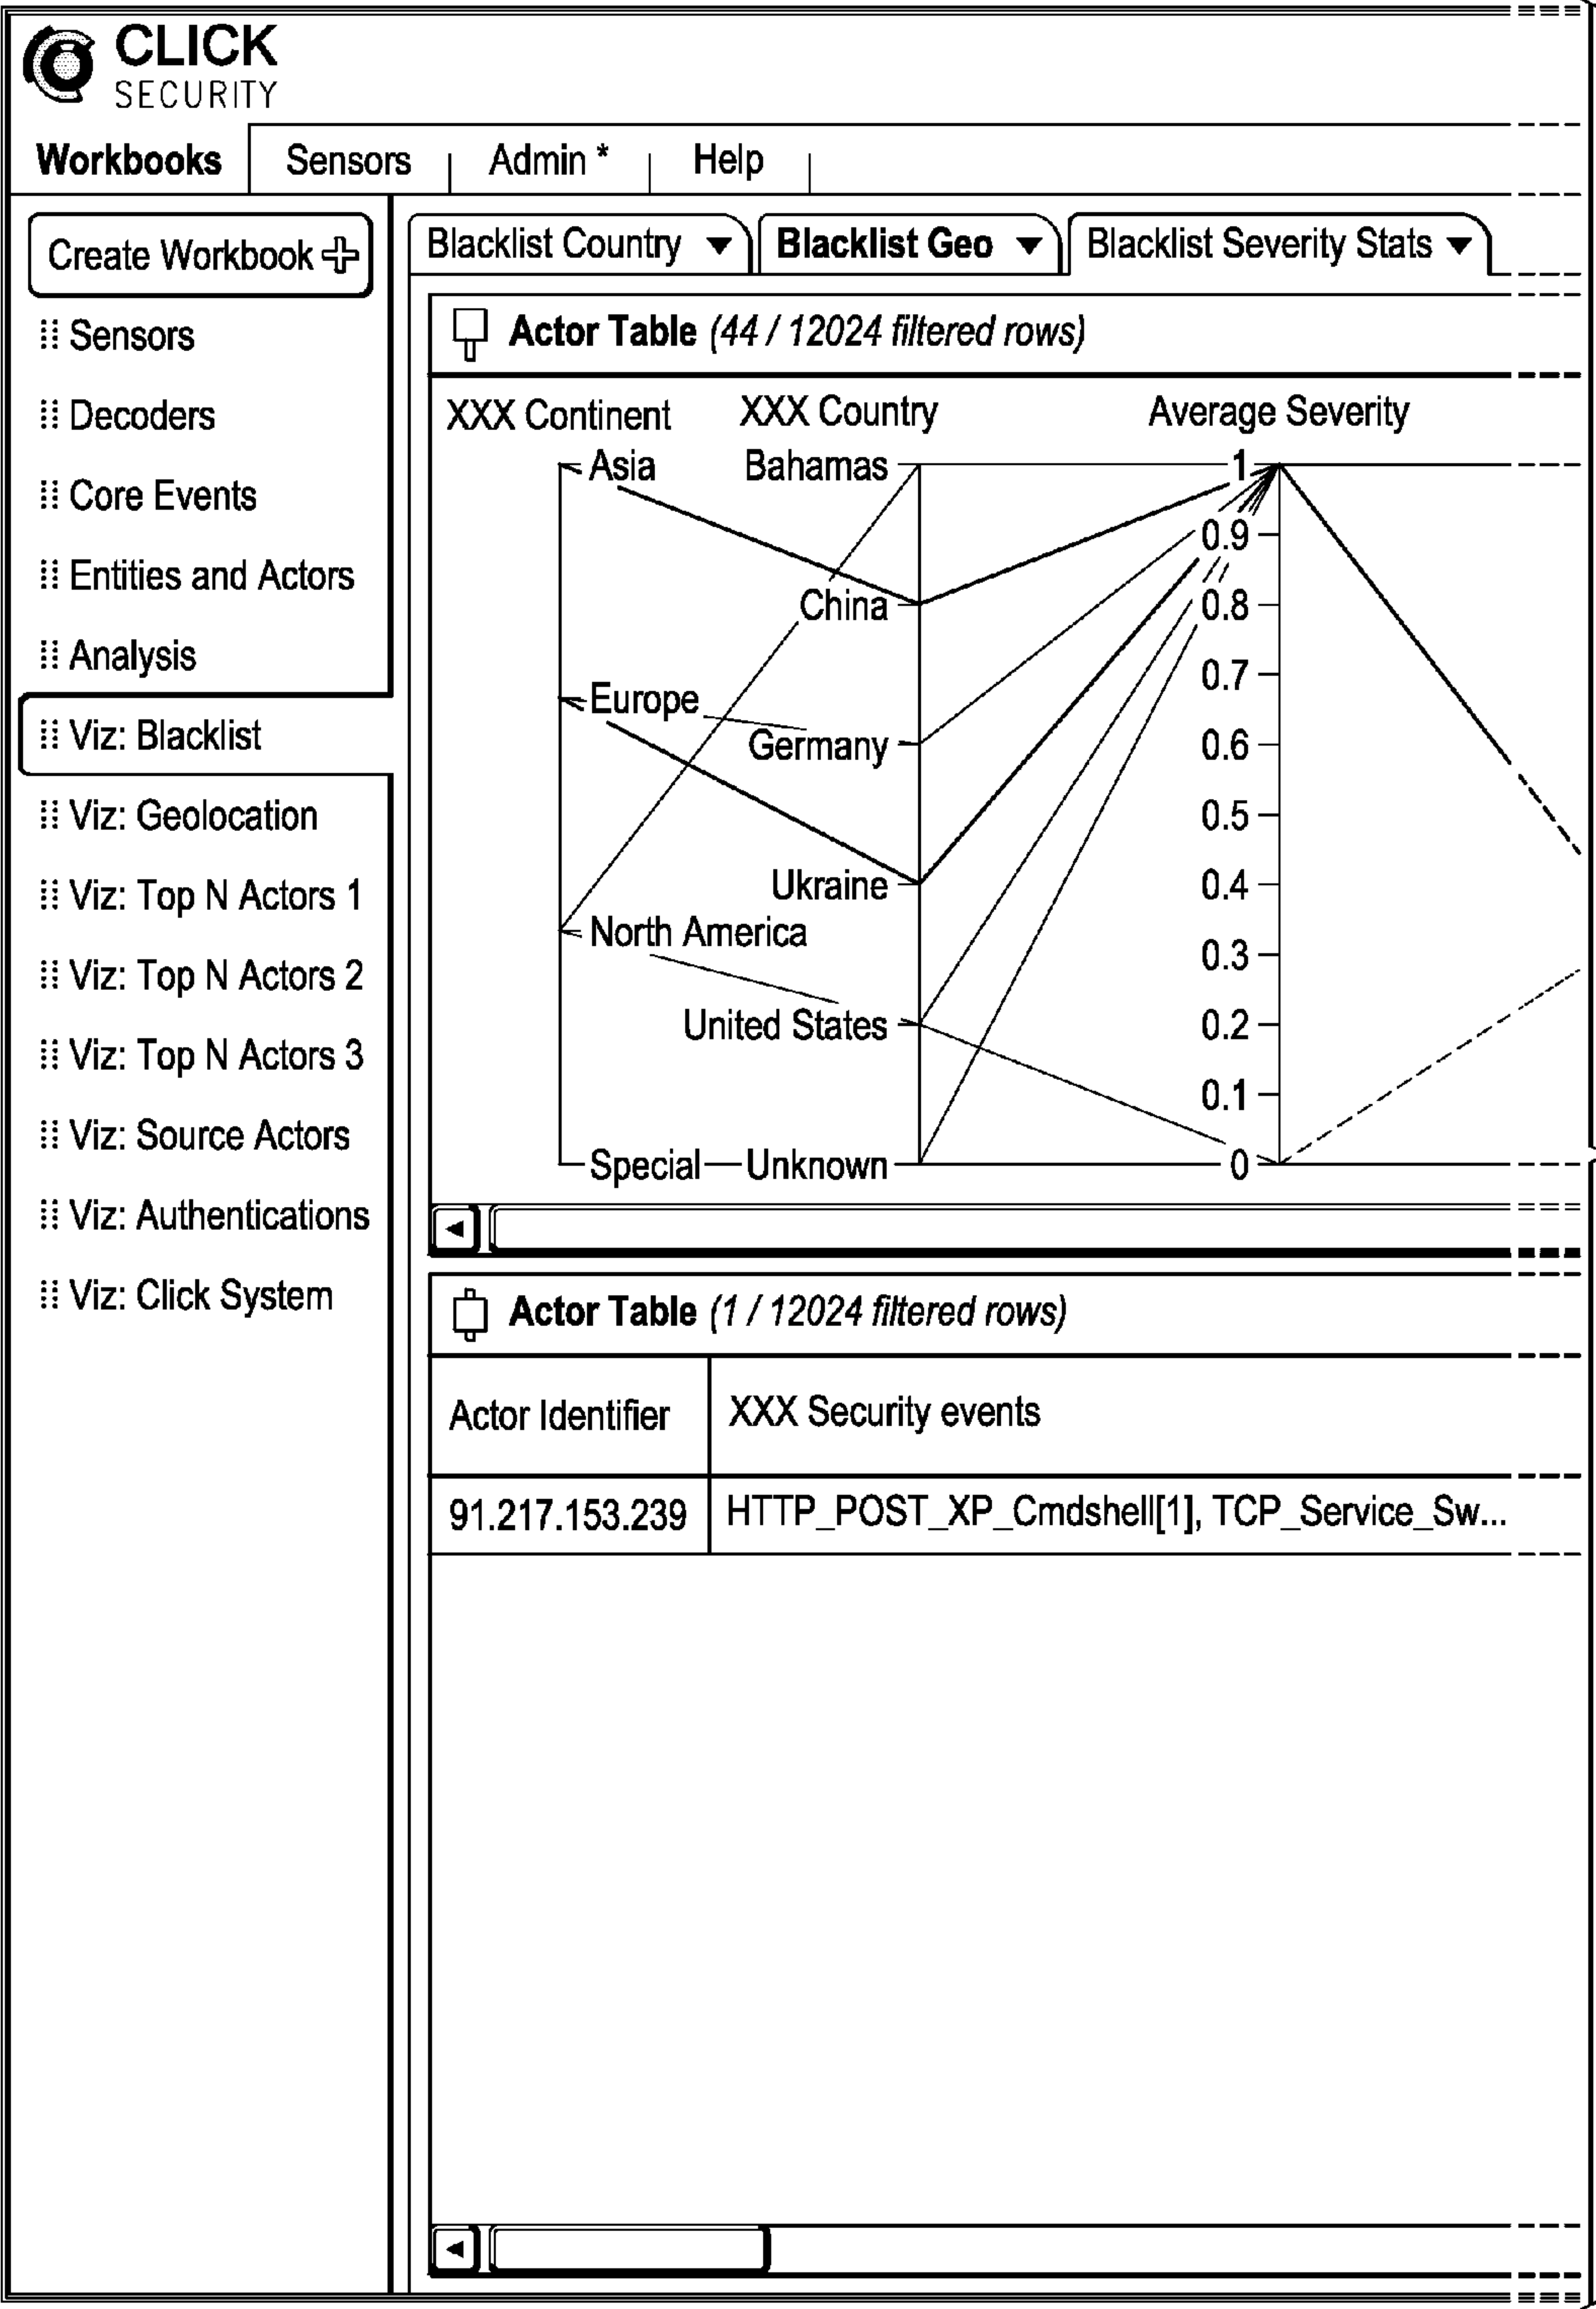 CLICK
SECURITY
Workbooks Sensors Admin * Help
Create Workbook
Sensors
Decoders
Core Events
Entities and Actors
Analysis
Viz: Blacklist
Viz: Geolocation
Viz: Top N Actors 1
Viz: Top N Actors 2
Viz: Top N Actors 3
Viz: Source Actors
Viz: Authentications
Viz: Click System
Blacklist Country Blacklist Geo Blacklist Severity Stats
Actor Table (44 / 12024 filtered rows)
XXX Continent XXX Country Average Severity
Asia Bahamas 1
0.9
China 0.8
Europe 0.7
Germany 0.6
0.5
Ukraine 0.4
North America 0.3
United States 0.2
0.1
Special Unknown 0
Actor Table (1 / 12024 filtered rows)
Actor Identifier XXX Security events
91.217.153.239 HTTP_POST_XP_Cmdshell[1], TCP_Service_Sw...